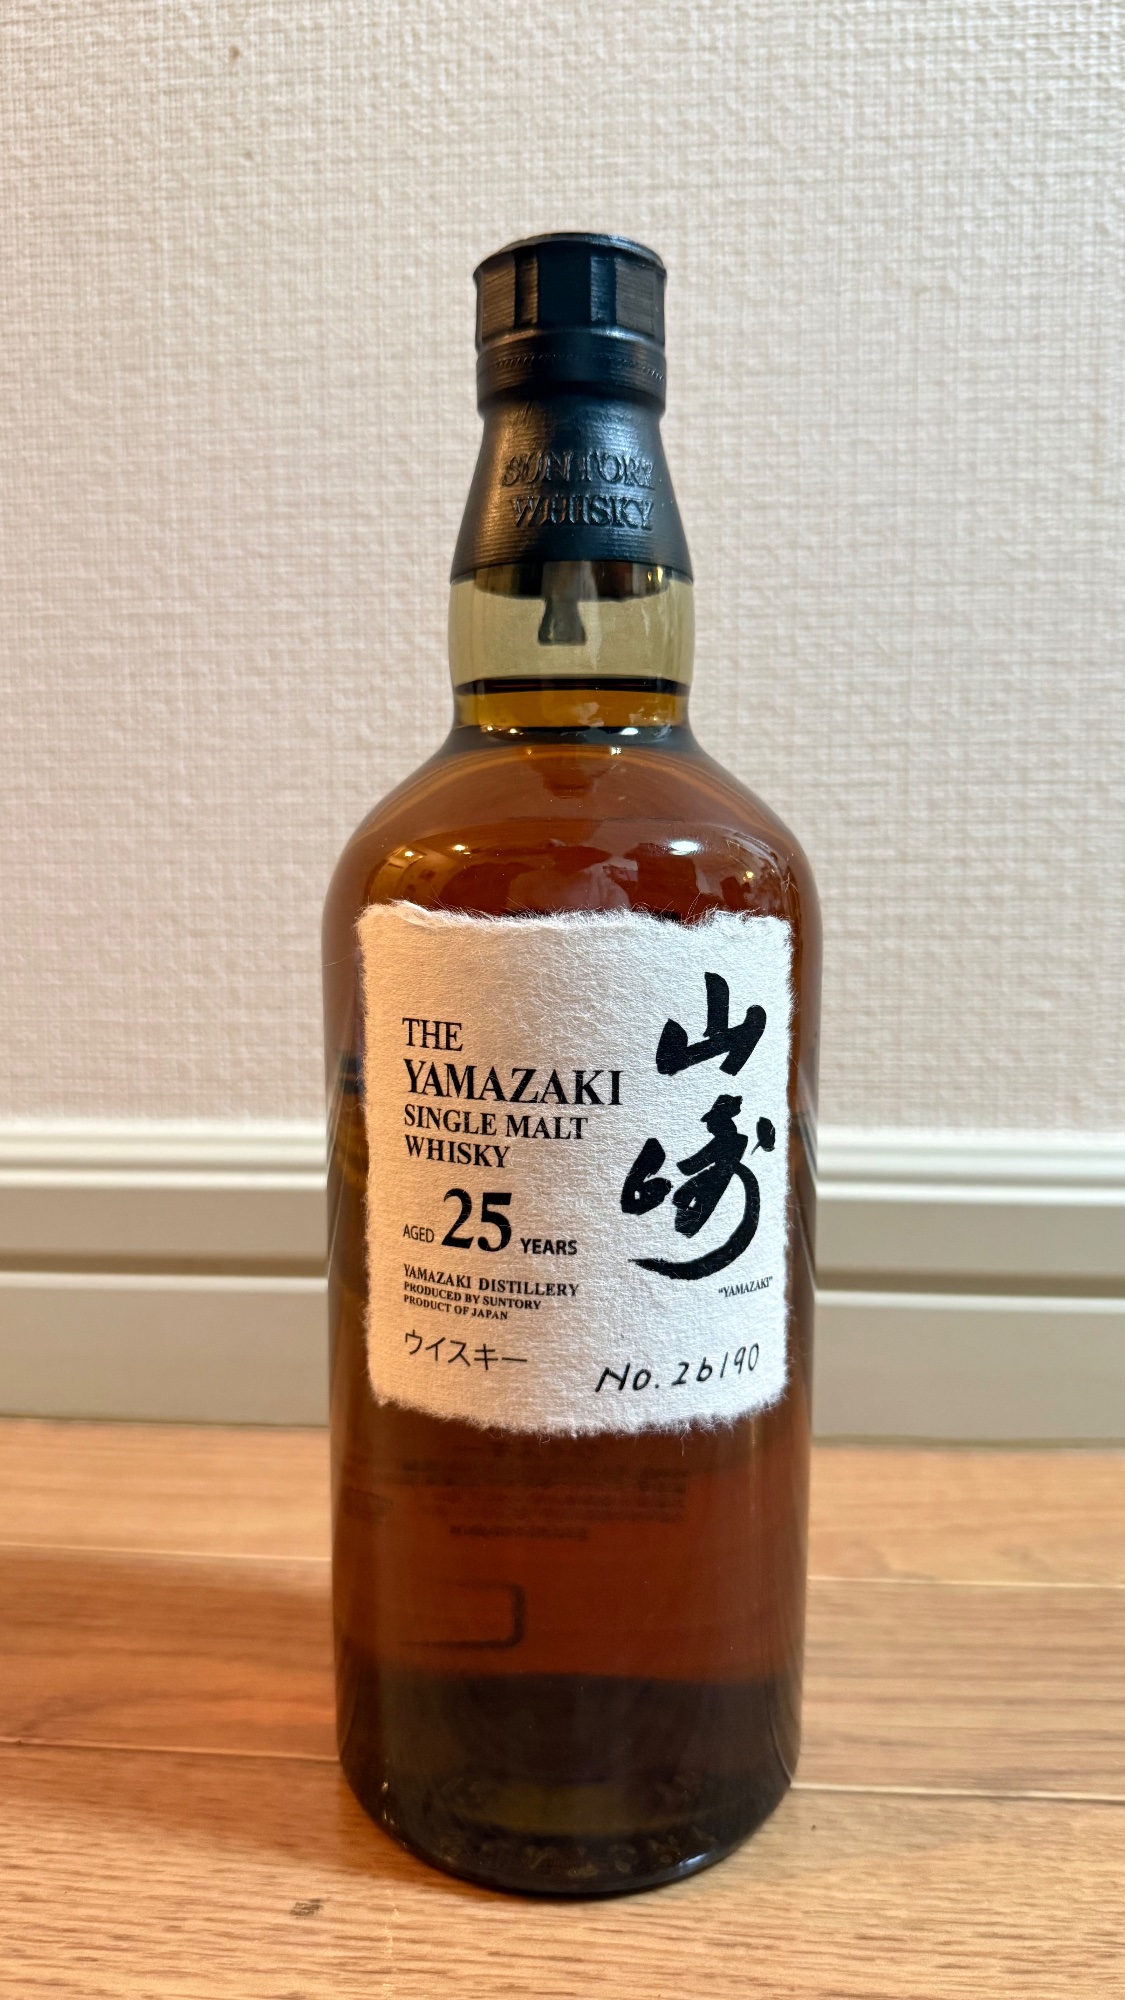 SUNTORY
WHISKY
THE
YAMAZAKI
SINGLE MALT
WHISKY
AGED 25 YEARS
YAMAZAKI DISTILLERY
PRODUCED BY SUNTORY
PRODUCT OF JAPAN
ウイスキー
山崎
"YAMAZAKI"
No. 26190